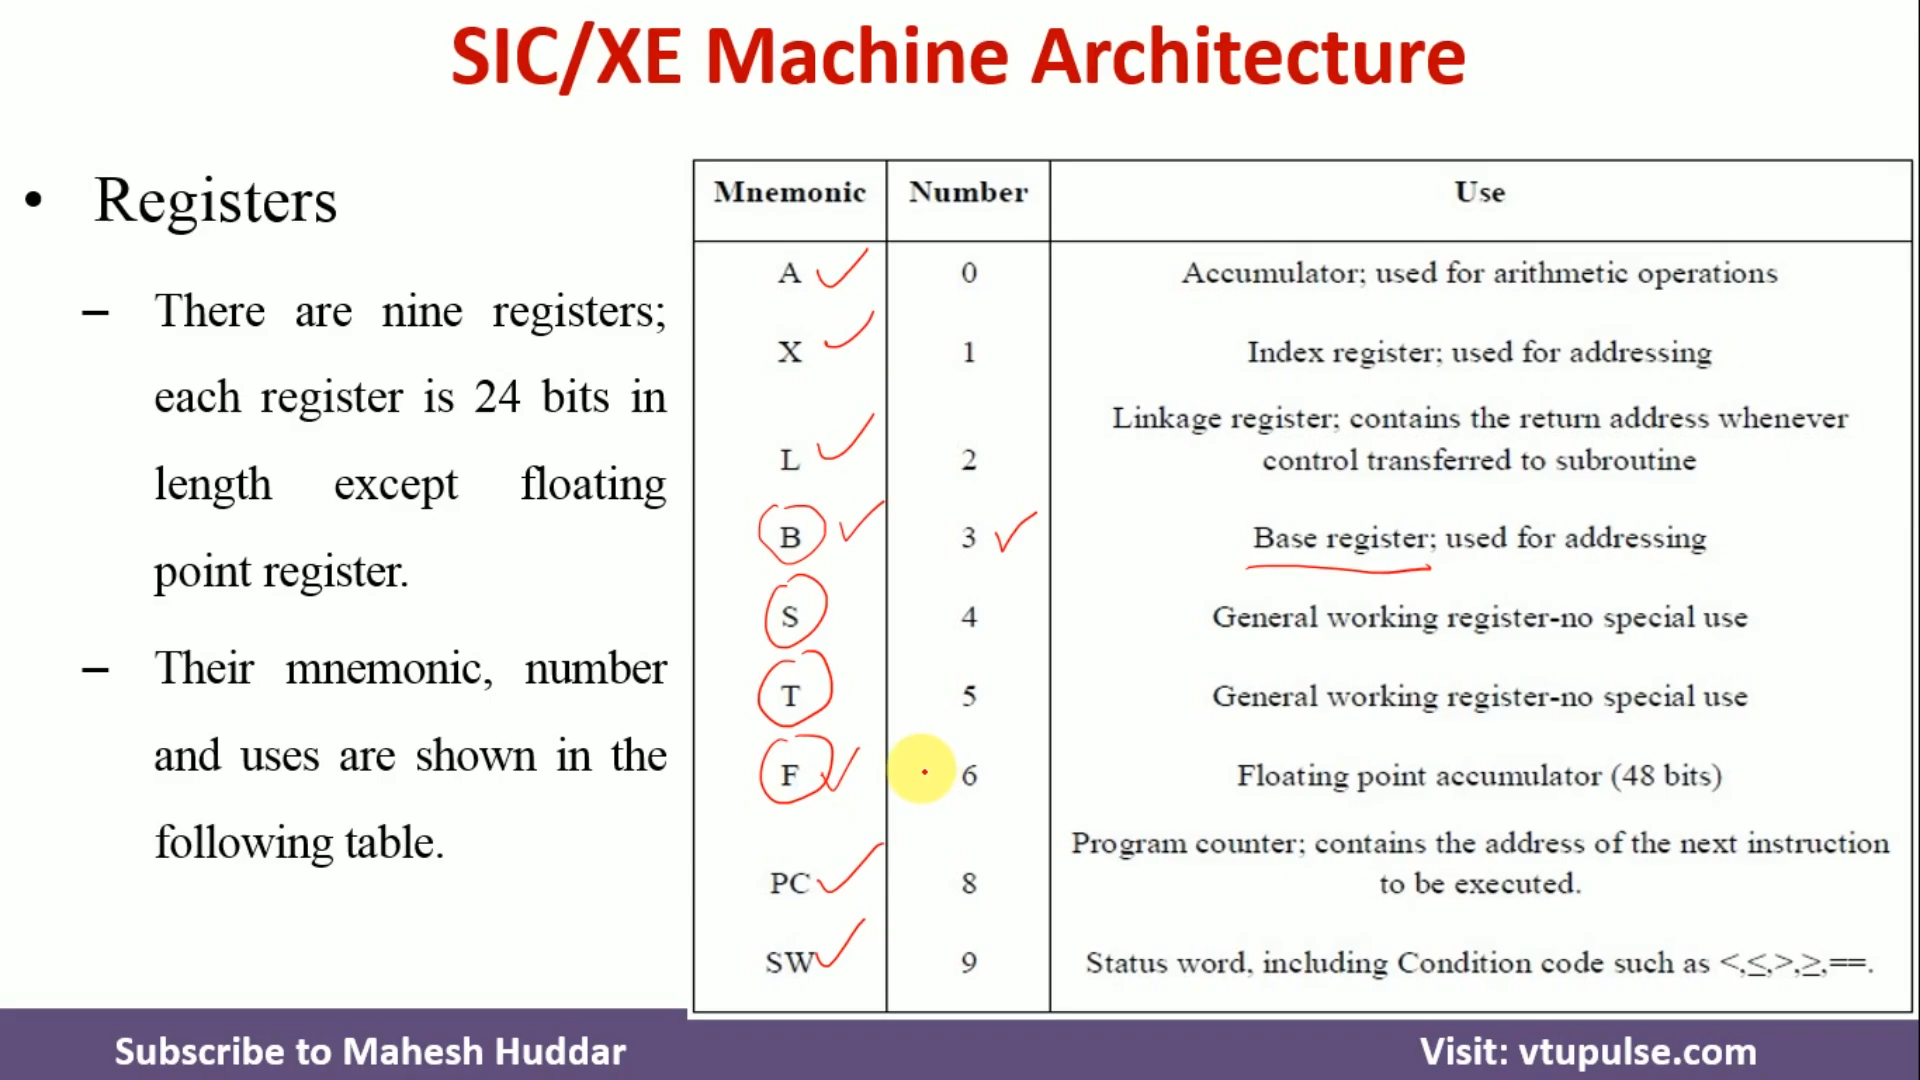 SIC/XE Machine Architecture
• Registers
– There are nine registers;
each register is 24 bits in
length except floating
point register.
– Their mnemonic, number
and uses are shown in the
following table.
Mnemonic Number Use
A 0 Accumulator; used for arithmetic operations
X 1 Index register; used for addressing
Linkage register; contains the return address whenever
L 2 control transferred to subroutine
B 3 Base register; used for addressing
S 4 General working register-no special use
T 5 General working register-no special use
F 6 Floating point accumulator (48 bits)
Program counter; contains the address of the next instruction
PC 8 to be executed.
SW 9 Status word, including Condition code such as <,≤,>,≥,==.
Subscribe to Mahesh Huddar
Visit: vtupulse.com